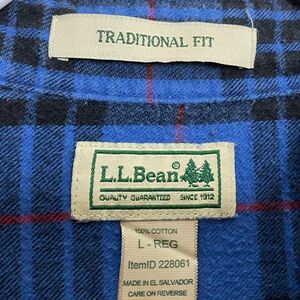 TRADITIONAL FIT
L.L.Bean®
QUALITY GUARANTEED SINCE 1912
100% COTTON
L - REG
ItemID 228061
MADE IN EL SALVADOR
CARE ON REVERSE